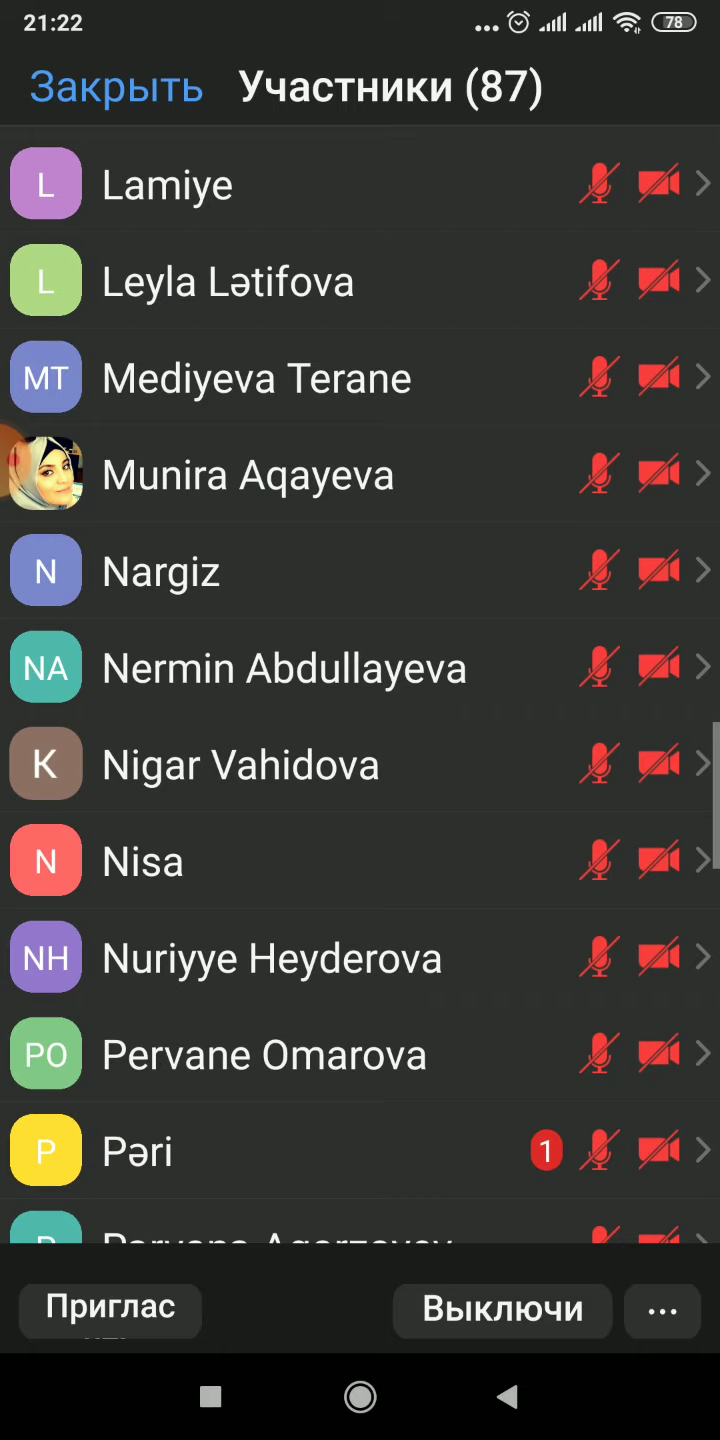 21:22 78
Закрыть Участники (87)
L Lamiye
L Leyla Lətifova
MT Mediyeva Terane
Munira Aqayeva
N Nargiz
NA Nermin Abdullayeva
K Nigar Vahidova
N Nisa
NH Nuriyye Heyderova
PO Pervane Omarova
P Pəri 1
Приглас Выключи